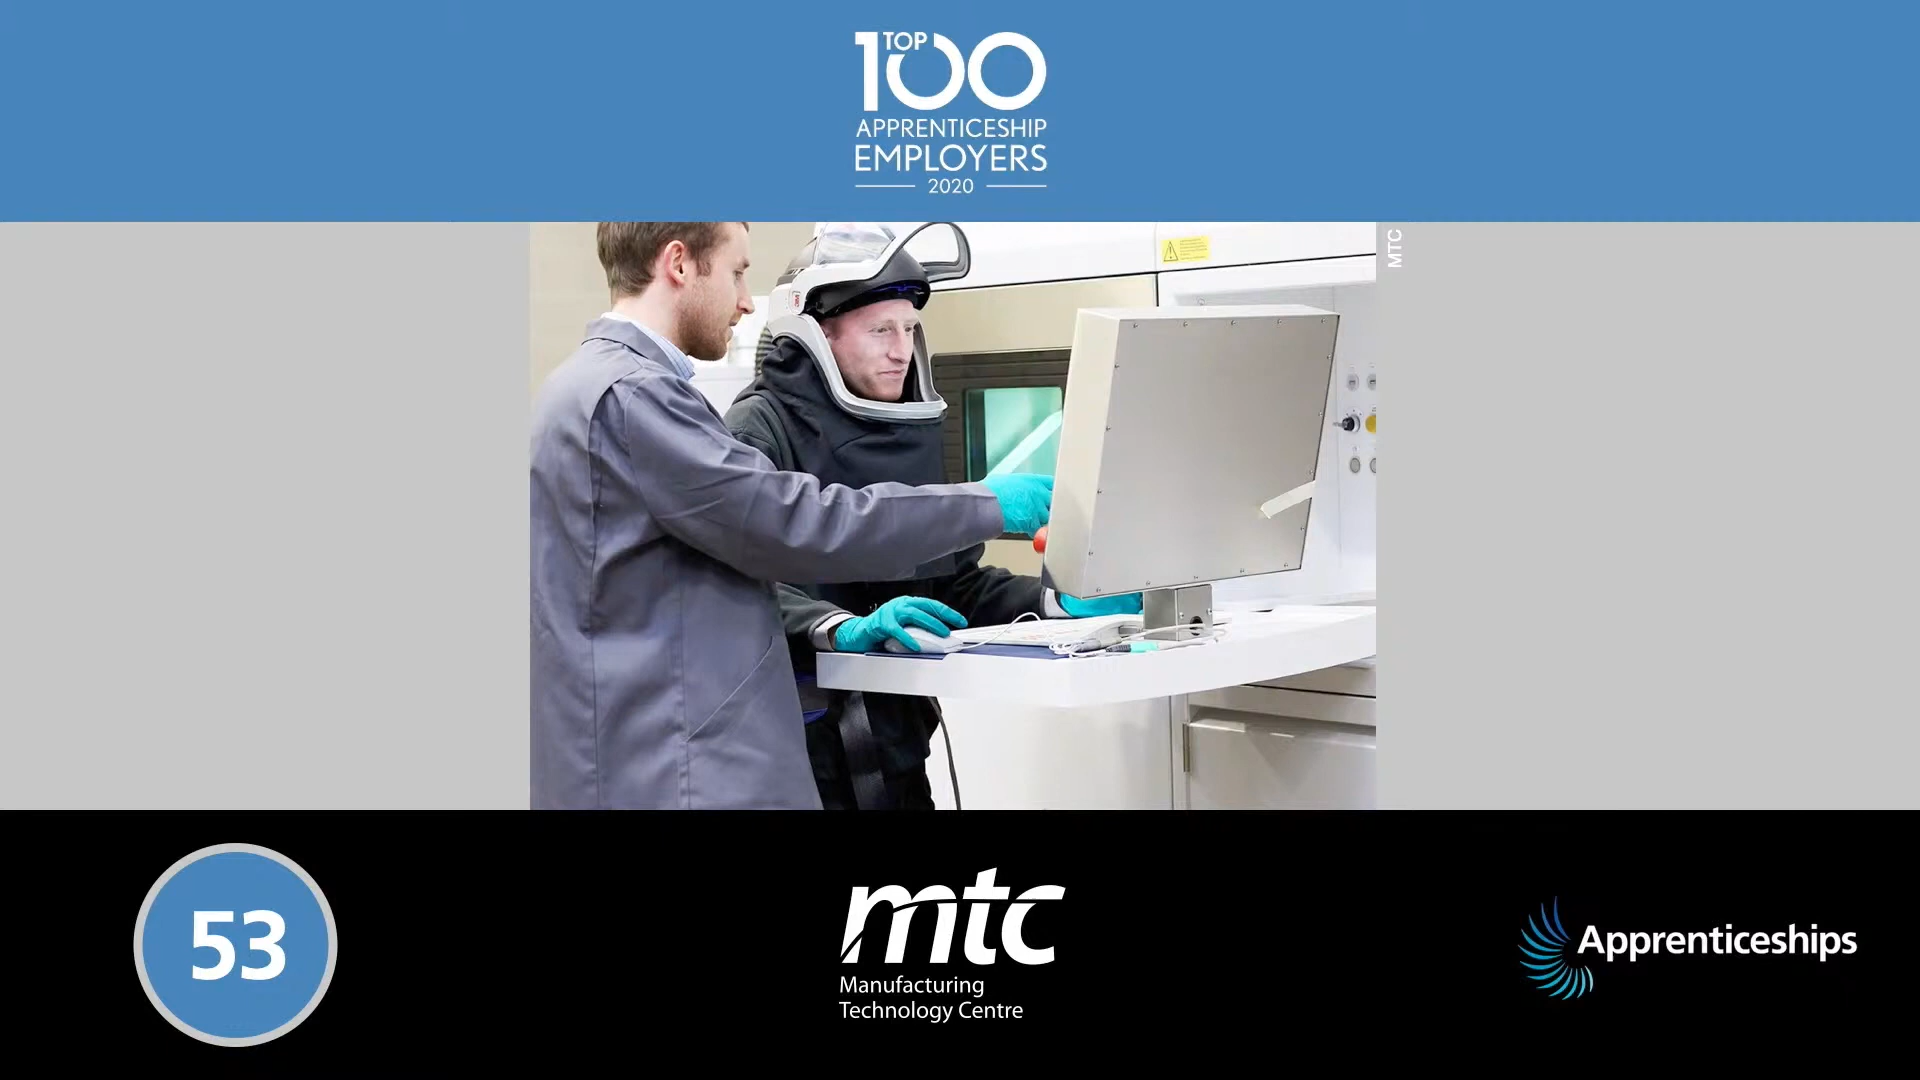 TOP
100
APPRENTICESHIP
EMPLOYERS
2020
MTC
53
mtc
Manufacturing
Technology Centre
Apprenticeships